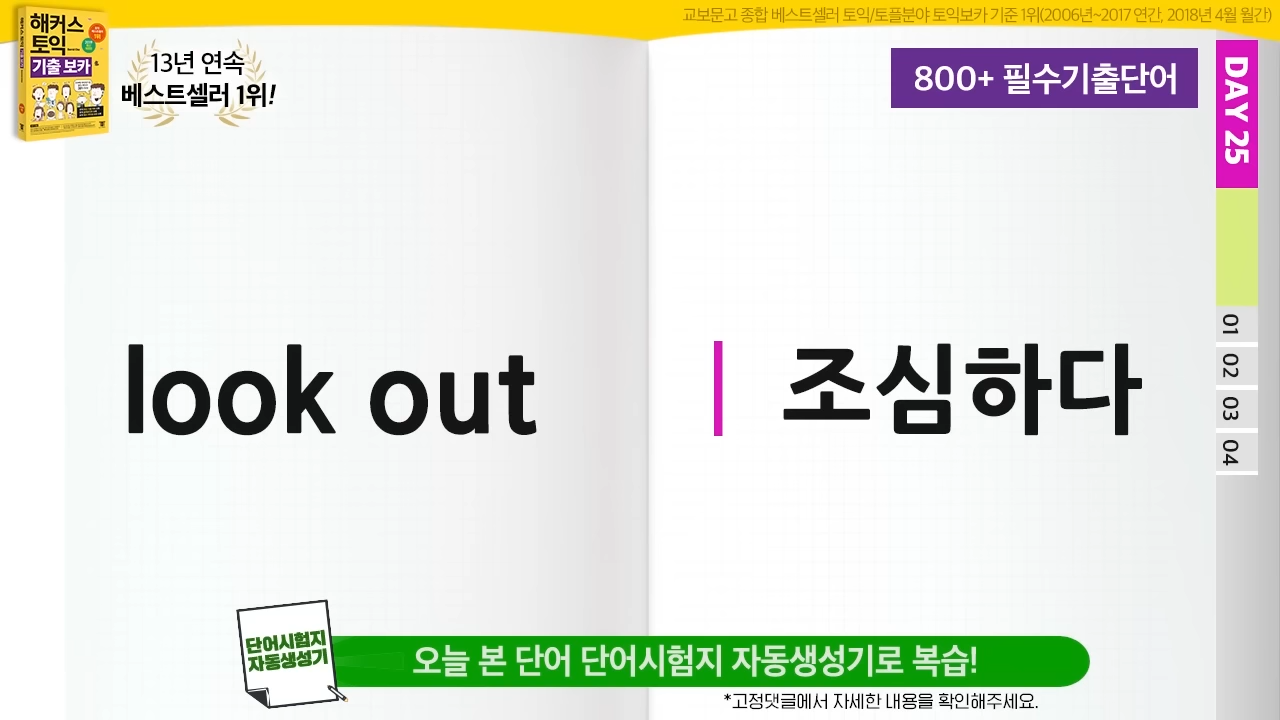 교보문고 종합 베스트셀러 토익/토플분야 토익보카 기준 1위(2006년~2017 연간, 2018년 4월 월간)
해커스
토익
기출 보카
13년 연속
베스트셀러 1위!
800+ 필수기출단어
DAY 25
01
02
03
04
look out
조심하다
단어시험지
자동생성기
오늘 본 단어 단어시험지 자동생성기로 복습!
*고정댓글에서 자세한 내용을 확인해주세요.